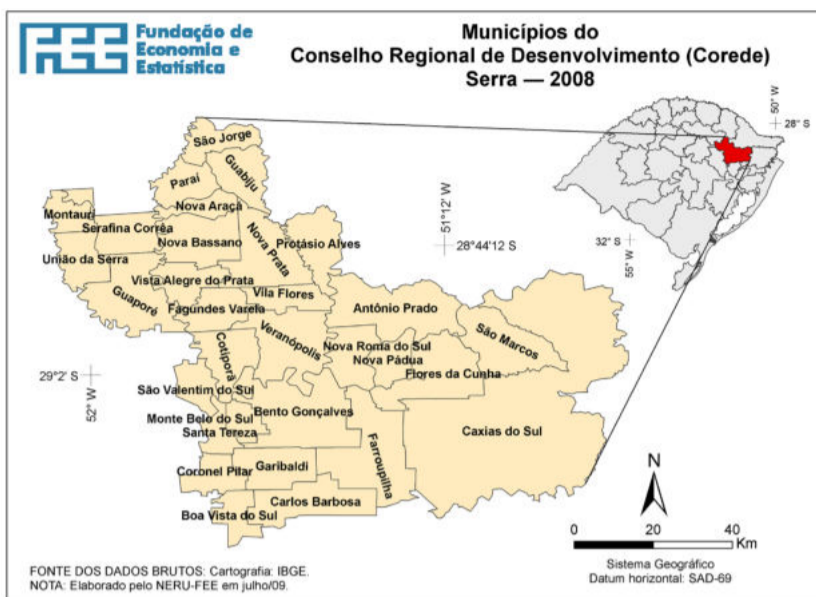 FEE
Fundação de
Economia e
Estatística
Municípios do
Conselho Regional de Desenvolvimento (Corede)
Serra — 2008
50° W
28° S
32° S
55° W
51°12' W
28°44'12 S
29°2' S
52° W
São Jorge
Guabiju
Paraí
Nova Araçá
Montauri
Serafina Corrêa
Nova Bassano
Nova Prata
Protásio Alves
União da Serra
Vista Alegre do Prata
Guaporé
Fagundes Varela
Vila Flores
Antônio Prado
Veranópolis
Cotiporã
São Marcos
Nova Roma do Sul
Nova Pádua
Flores da Cunha
São Valentim do Sul
Bento Gonçalves
Monte Belo do Sul
Santa Tereza
Caxias do Sul
Farroupilha
Coronel Pilar
Garibaldi
Carlos Barbosa
Boa Vista do Sul
N
0 20 40
Km
Sistema Geográfico
Datum horizontal: SAD-69
FONTE DOS DADOS BRUTOS: Cartografia: IBGE.
NOTA: Elaborado pelo NERU-FEE em julho/09.